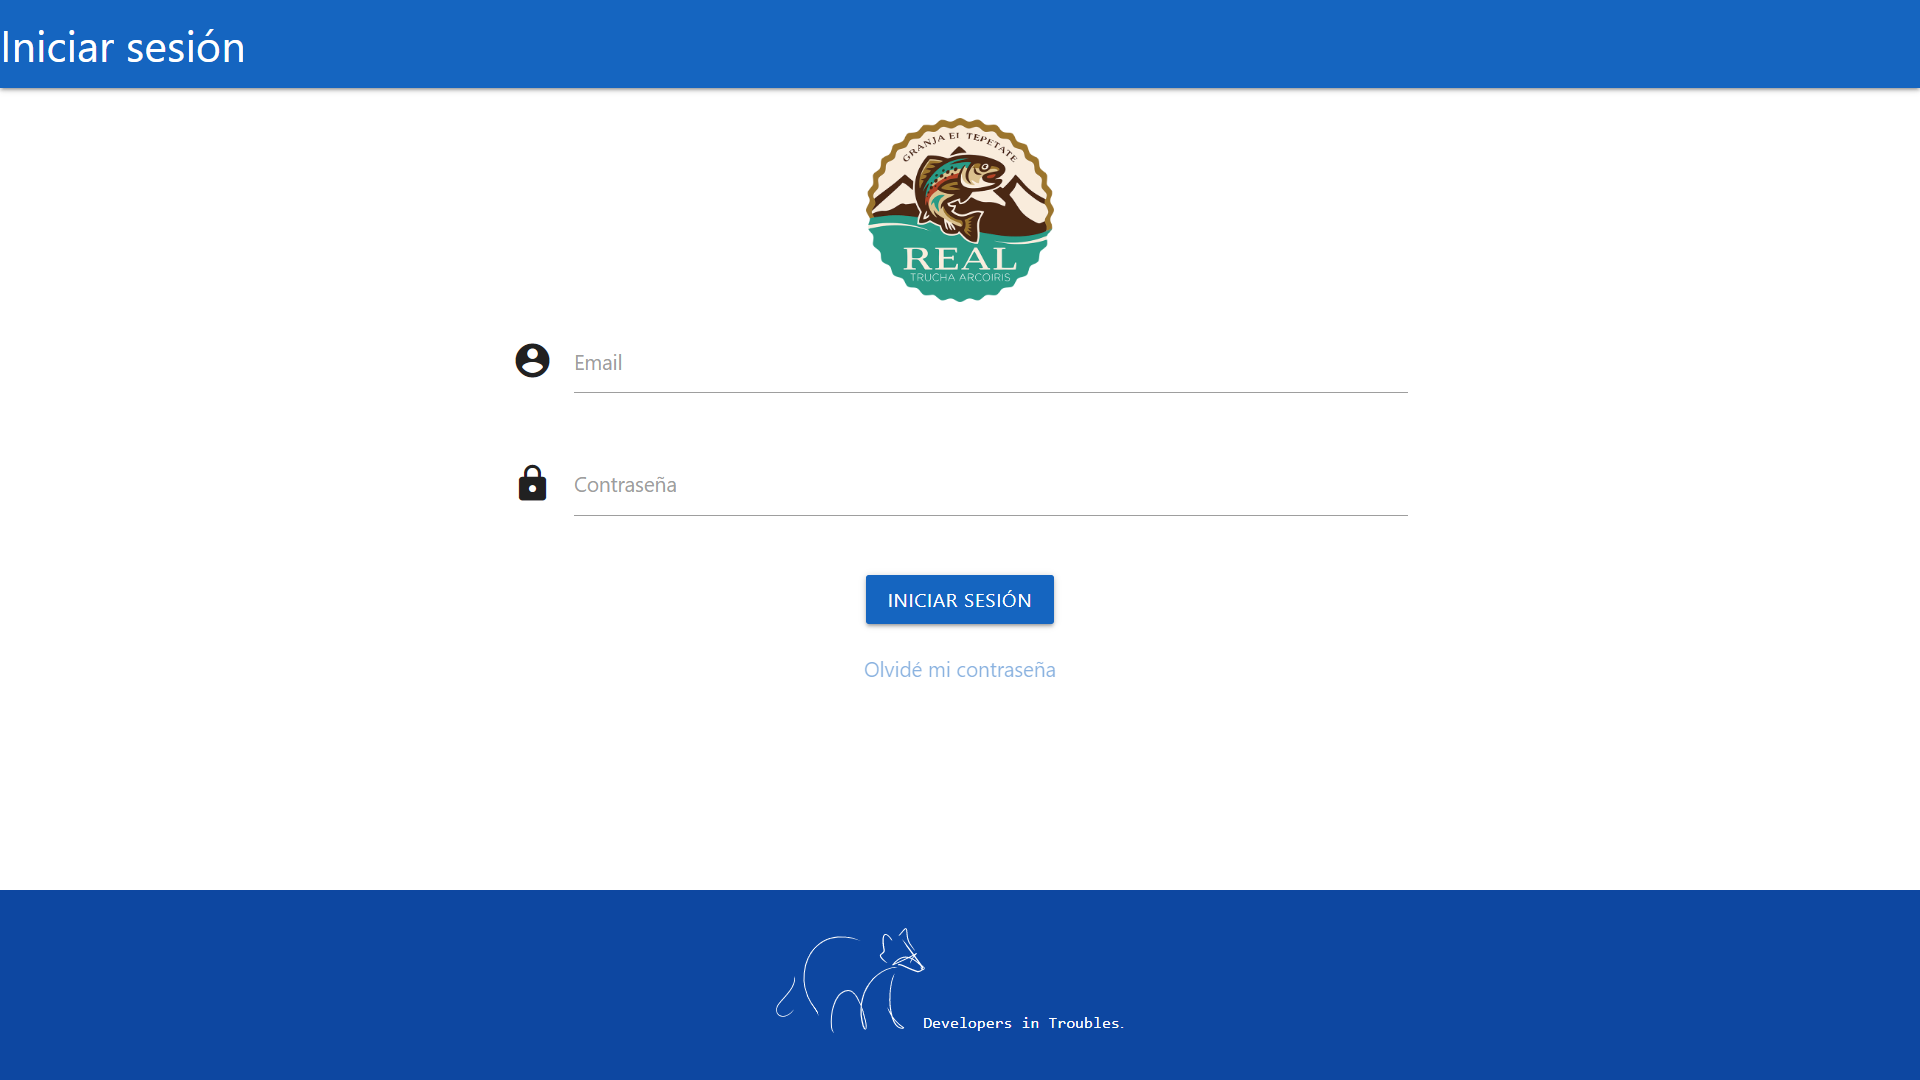 Iniciar sesión
GRANJA El TEPETATE
REAL
TRUCHA ARCOIRIS
Email
Contraseña
INICIAR SESIÓN
Olvidé mi contraseña
Developers in Troubles.